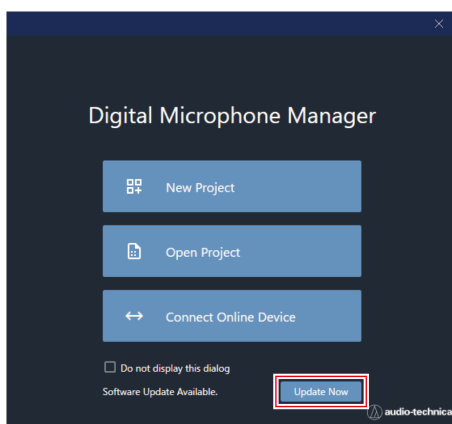 Digital Microphone Manager
New Project
Open Project
Connect Online Device
Do not display this dialog
Software Update Available.
Update Now
audio-technica